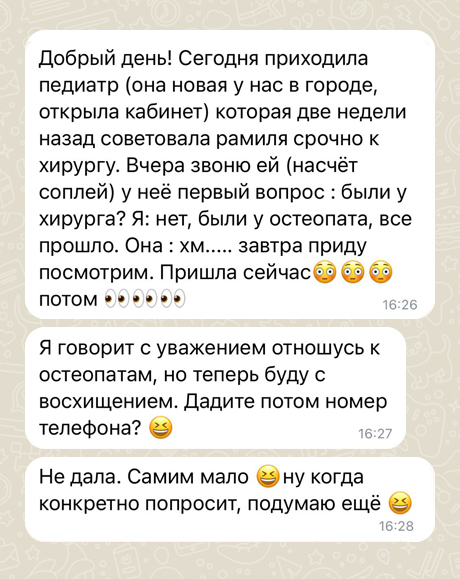 Добрый день! Сегодня приходила
педиатр (она новая у нас в городе,
открыла кабинет) которая две недели
назад советовала рамиля срочно к
хирургу. Вчера звоню ей (насчёт
соплей) у неё первый вопрос : были у
хирурга? Я: нет, были у остеопата, все
прошло. Она : хм..... завтра приду
посмотрим. Пришла сейчас😳😳😳
потом 👀👀👀
16:26
Я говорит с уважением отношусь к
остеопатам, но теперь буду с
восхищением. Дадите потом номер
телефона? 😆
16:27
Не дала. Самим мало 😆ну когда
конкретно попросит, подумаю ещё 😆
16:28